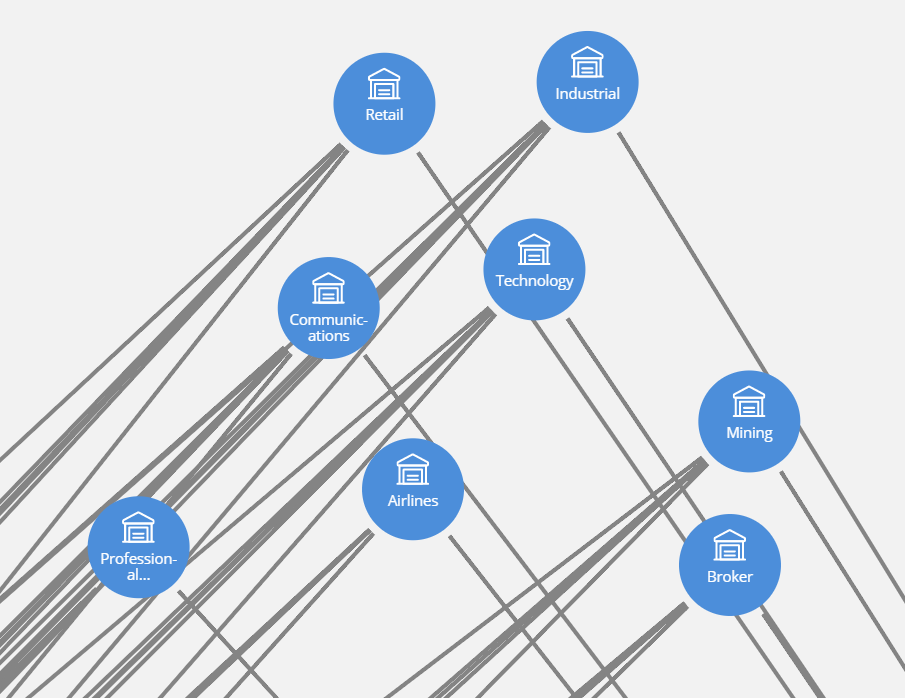 Industrial
Retail
Technology
Communic-
ations
Mining
Airlines
Profession-
al...
Broker